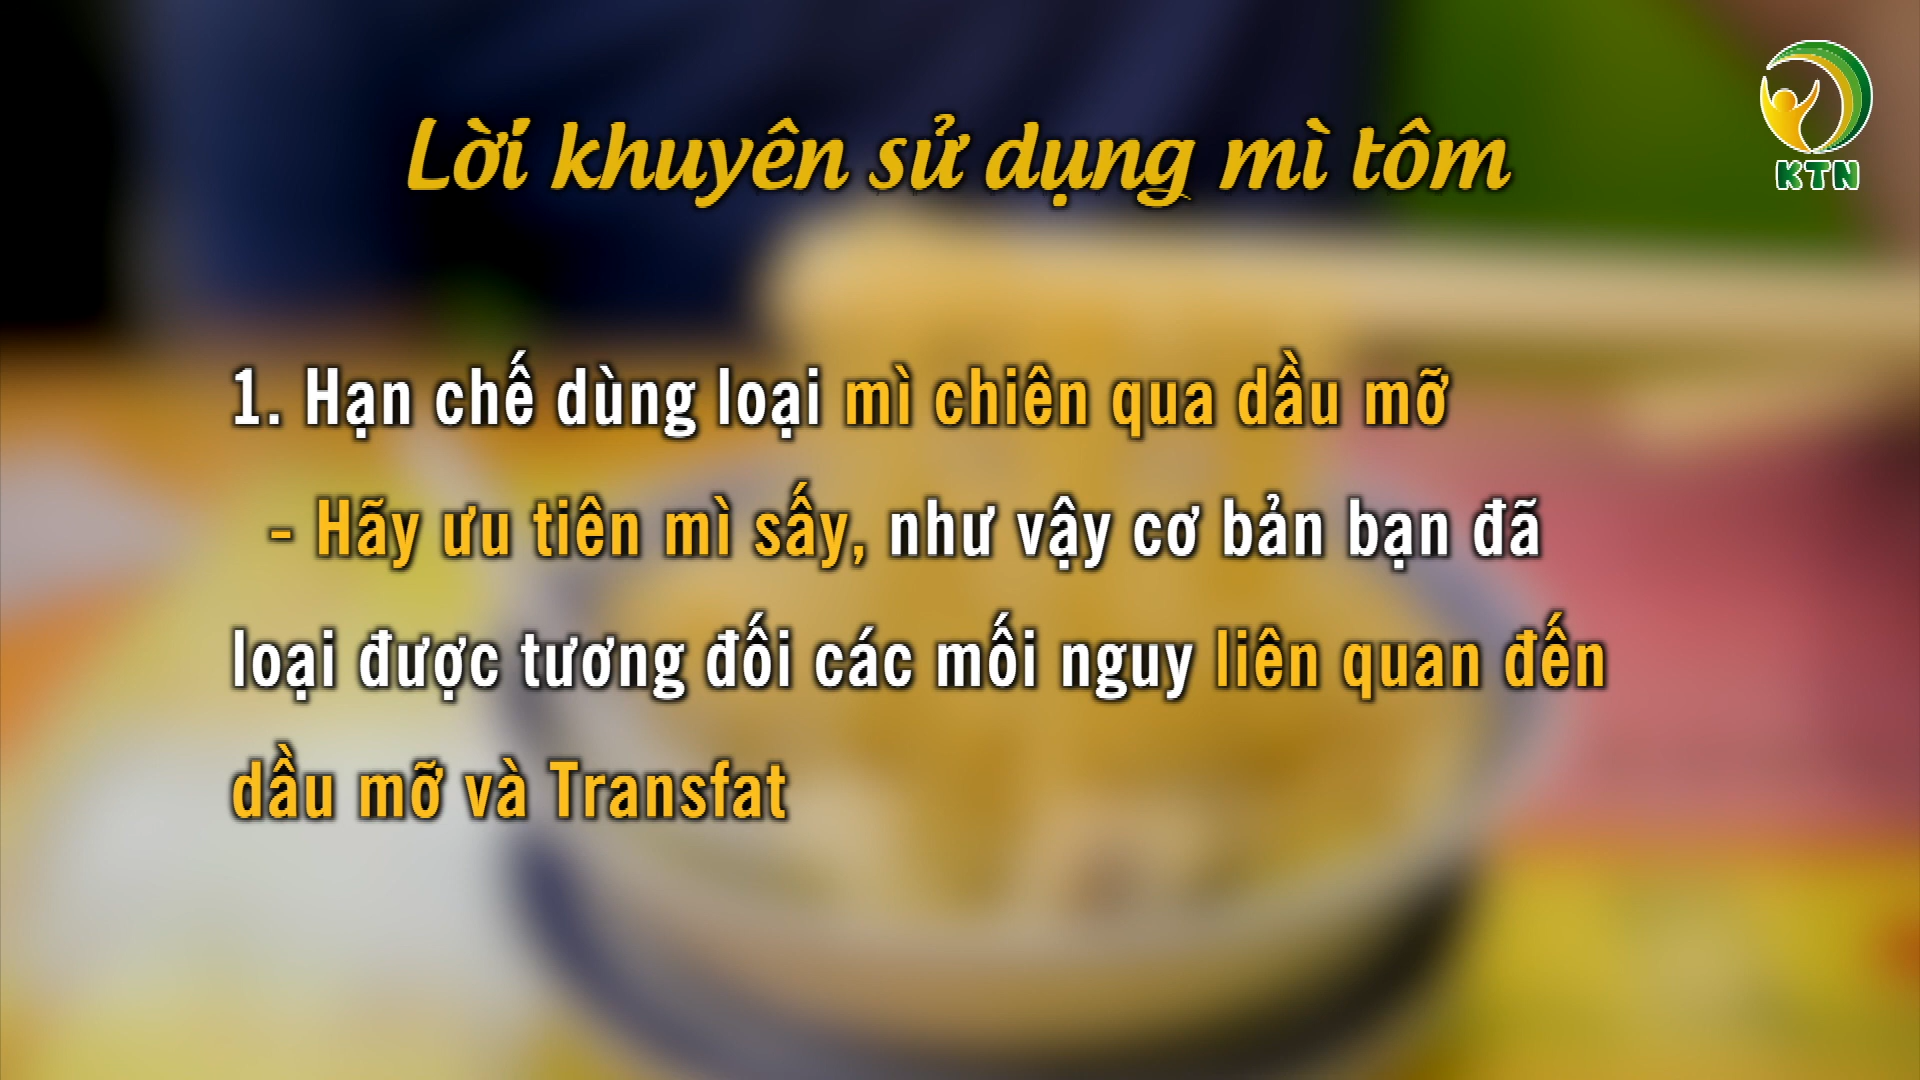 Lời khuyên sử dụng mì tôm
KTN
1. Hạn chế dùng loại mì chiên qua dầu mỡ
- Hãy ưu tiên mì sấy, như vậy cơ bản bạn đã
loại được tương đối các mối nguy liên quan đến
dầu mỡ và Transfat